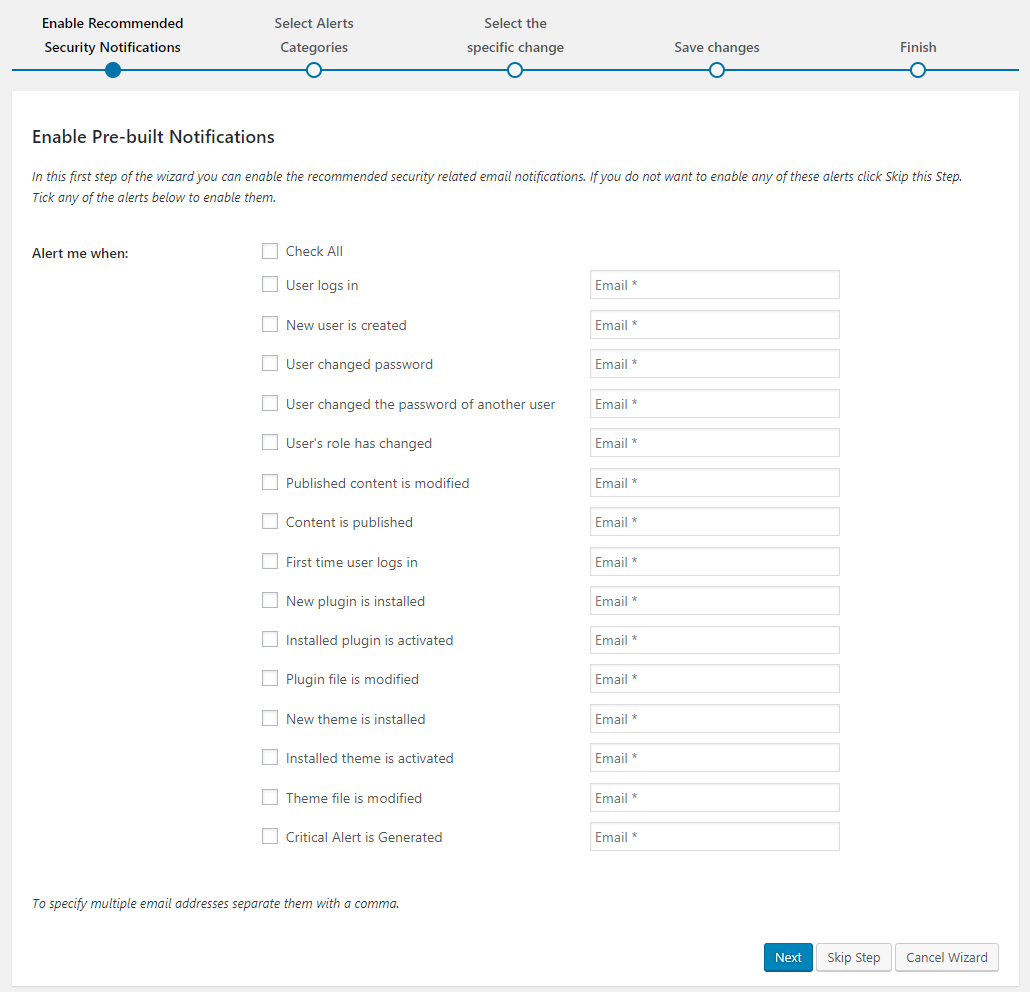 Enable Recommended
Security Notifications
Select Alerts
Categories
Select the
specific change
Save changes
Finish
Enable Pre-built Notifications
In this first step of the wizard you can enable the recommended security related email notifications. If you do not want to enable any of these alerts click Skip this Step.
Tick any of the alerts below to enable them.
Alert me when:
Check All
User logs in Email *
New user is created Email *
User changed password Email *
User changed the password of another user Email *
User's role has changed Email *
Published content is modified Email *
Content is published Email *
First time user logs in Email *
New plugin is installed Email *
Installed plugin is activated Email *
Plugin file is modified Email *
New theme is installed Email *
Installed theme is activated Email *
Theme file is modified Email *
Critical Alert is Generated Email *
To specify multiple email addresses separate them with a comma.
Next Skip Step Cancel Wizard